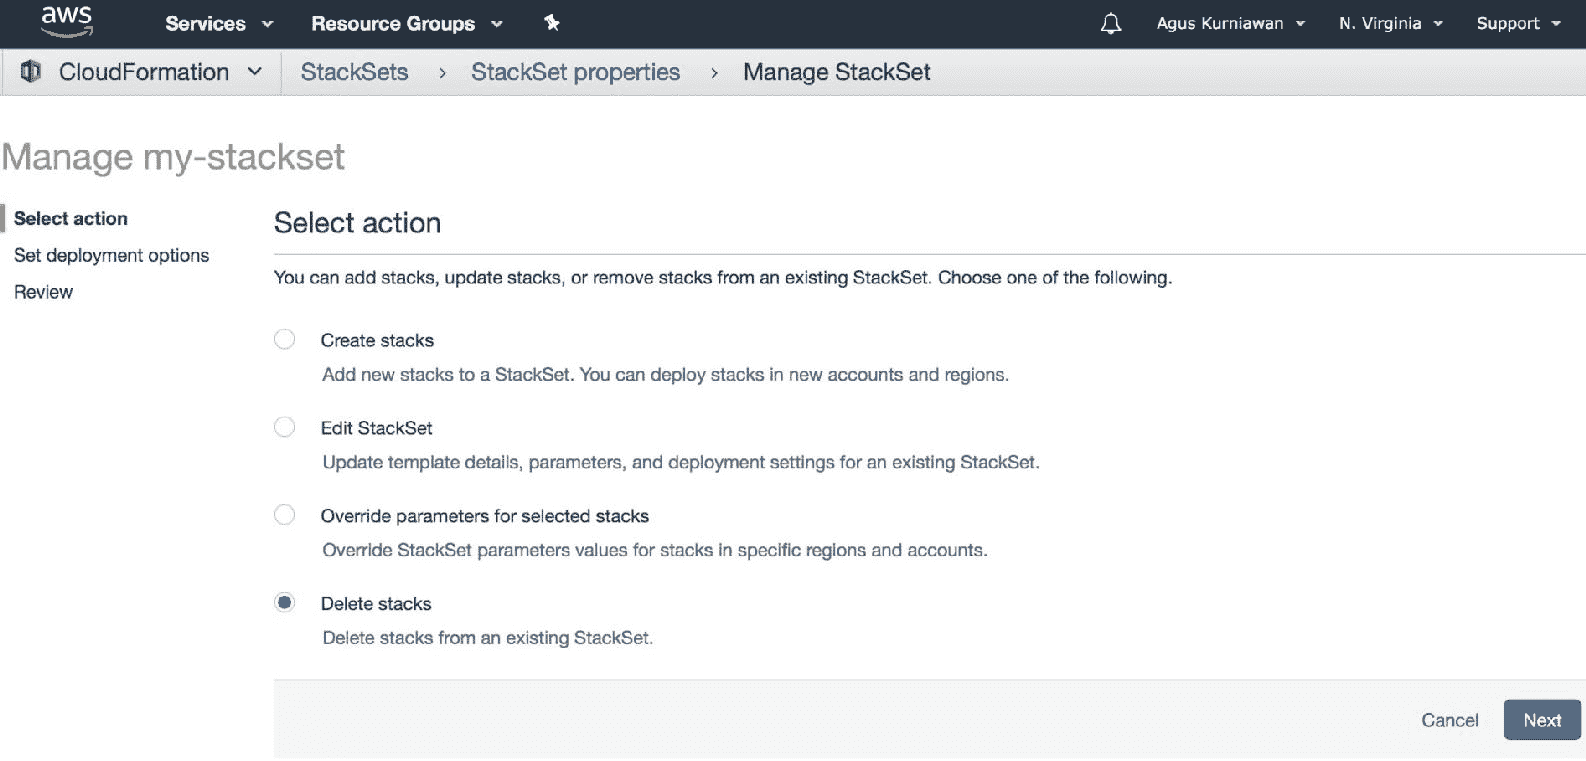 aws Services Resource Groups Agus Kurniawan N. Virginia Support
CloudFormation StackSets › StackSet properties › Manage StackSet
Manage my-stackset
Select action
Set deployment options
Review
Select action
You can add stacks, update stacks, or remove stacks from an existing StackSet. Choose one of the following.
Create stacks
Add new stacks to a StackSet. You can deploy stacks in new accounts and regions.
Edit StackSet
Update template details, parameters, and deployment settings for an existing StackSet.
Override parameters for selected stacks
Override StackSet parameters values for stacks in specific regions and accounts.
Delete stacks
Delete stacks from an existing StackSet.
Cancel Next